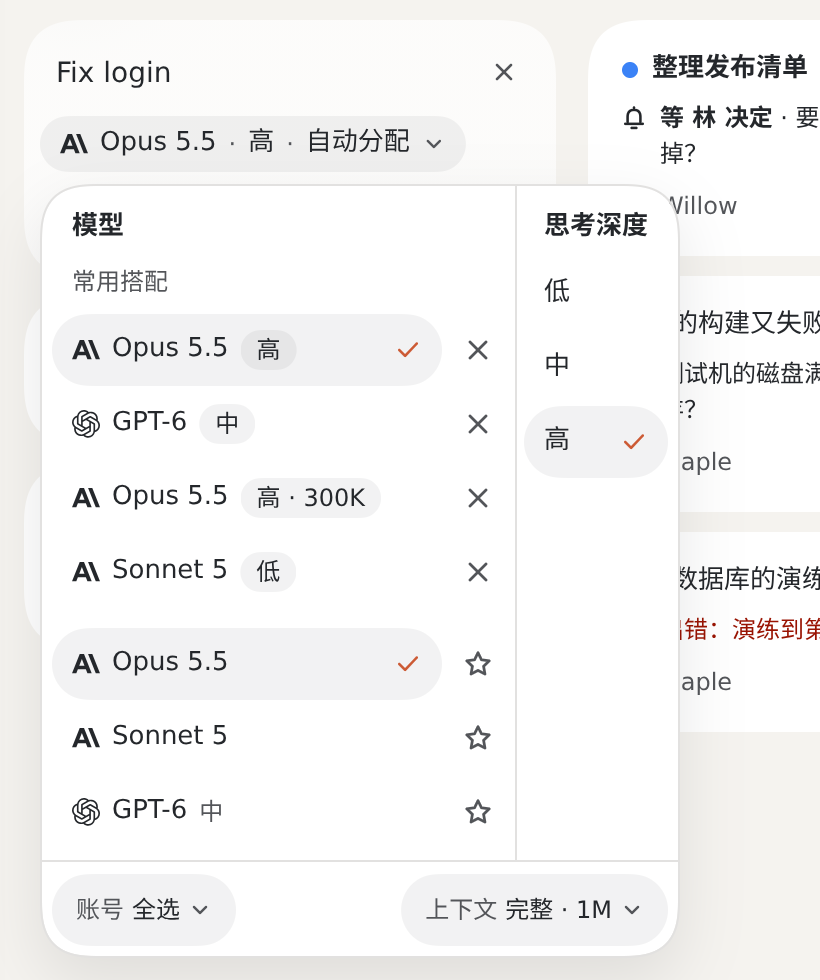 Fix login
Opus 5.5 · 高 · 自动分配
模型
常用搭配
Opus 5.5 高
GPT-6 中
Opus 5.5 高 · 300K
Sonnet 5 低
Opus 5.5
Sonnet 5
GPT-6 中
思考深度
低
中
高
账号 全选
上下文 完整 · 1M
整理发布清单
等 林 决定 · 要
掉?
Willow
的构建又失败
试机的磁盘满
?
aple
数据库的演练
错：演练到第
aple